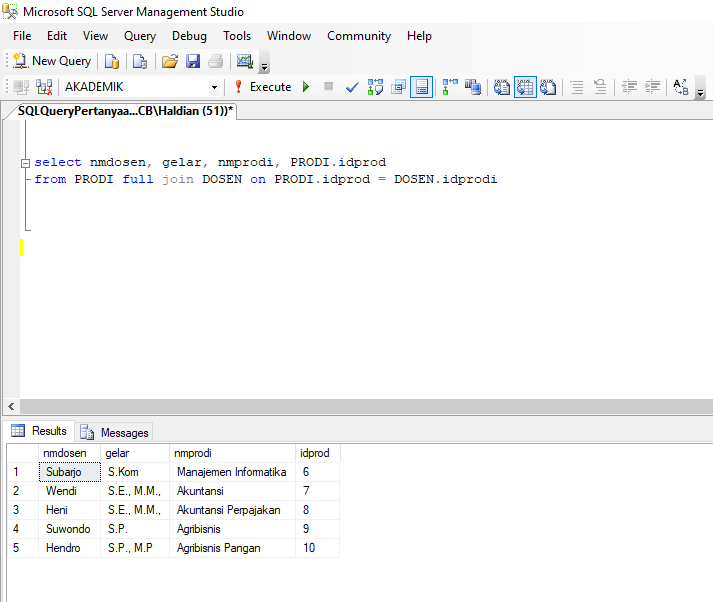 Microsoft SQL Server Management Studio
File Edit View Query Debug Tools Window Community Help
New Query
AKADEMIK Execute
SQLQueryPertanyaa...CB\Haldian (51))*
select nmdosen, gelar, nmprodi, PRODI.idprod
from PRODI full join DOSEN on PRODI.idprod = DOSEN.idprodi
Results Messages
nmdosen gelar nmprodi idprod
1 Subarjo S.Kom Manajemen Informatika 6
2 Wendi S.E., M.M., Akuntansi 7
3 Heni S.E., M.M., Akuntansi Perpajakan 8
4 Suwondo S.P. Agribisnis 9
5 Hendro S.P., M.P Agribisnis Pangan 10